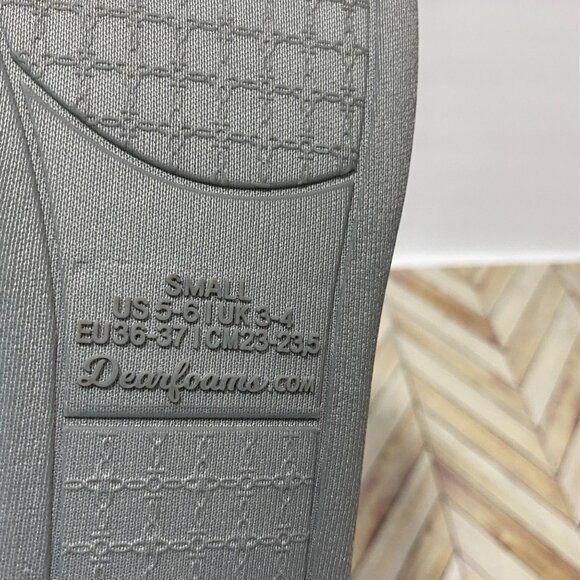 SMALL
US 5-6 | UK 3-4
EU 36-37 | CM 23-23,5
Dearfoams.COM